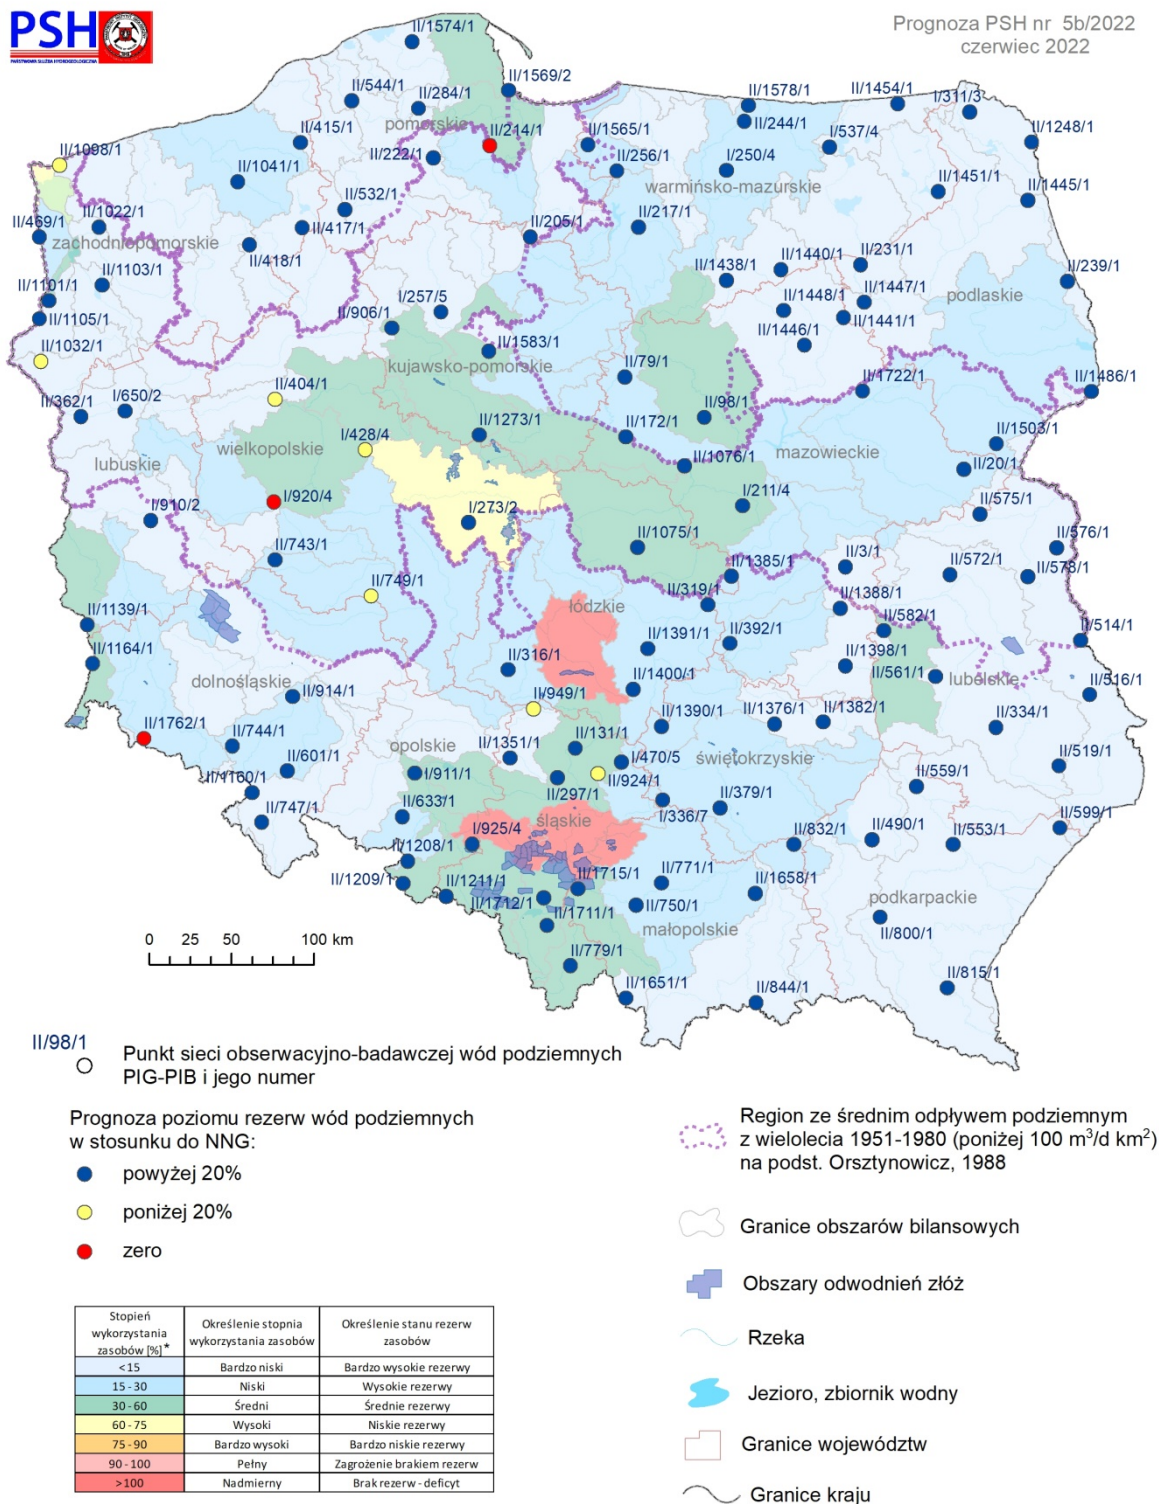 PSH
PAŃSTWOWA SŁUŻBA HYDROGEOLOGICZNA
Prognoza PSH nr 5b/2022
czerwiec 2022
II/1574/1
II/1569/2
II/544/1
II/284/1
II/1578/1
II/1454/1
I/311/3
pomorskie
II/214/1
II/1565/1
II/244/1
I/537/4
II/1248/1
II/415/1
II/1098/1
II/1041/1
II/222/1
II/256/1
I/250/4
warmińsko-mazurskie
II/1451/1
II/1445/1
II/532/1
II/1022/1
II/469/1
zachodniopomorskie
II/417/1
II/418/1
II/205/1
II/217/1
II/1440/1
II/231/1
II/1438/1
II/239/1
II/1103/1
II/1101/1
II/1105/1
I/257/5
II/906/1
II/1448/1
II/1447/1
II/1441/1
II/1446/1
podlaskie
II/1032/1
II/1583/1
kujawsko-pomorskie
II/79/1
II/1722/1
II/1486/1
II/404/1
II/362/1
I/650/2
II/98/1
I/428/4
II/1273/1
II/172/1
II/1503/1
wielkopolskie
lubuskie
II/1076/1
mazowieckie
II/20/1
I/920/4
I/910/2
I/273/2
I/211/4
II/575/1
II/743/1
II/1075/1
II/576/1
II/3/1
II/572/1
II/578/1
II/749/1
II/1385/1
II/319/1
II/1388/1
łódzkie
II/582/1
II/1139/1
II/1391/1
II/392/1
II/514/1
II/1164/1
II/316/1
II/1398/1
II/561/1
lubelskie
dolnośląskie
II/914/1
II/1400/1
II/516/1
II/949/1
II/1390/1
II/1376/1
II/1382/1
II/334/1
II/1762/1
II/744/1
opolskie
II/1351/1
II/131/1
I/470/5
świętokrzyskie
II/519/1
II/601/1
II/1160/1
I/911/1
II/297/1
II/924/1
II/559/1
II/747/1
II/633/1
śląskie
I/336/7
II/379/1
I/925/4
II/832/1
II/490/1
II/553/1
II/599/1
II/1208/1
II/1209/1
II/1211/1
II/1712/1
II/1715/1
II/771/1
II/1658/1
podkarpackie
II/1711/1
II/750/1
małopolskie
II/800/1
II/779/1
II/1651/1
II/844/1
II/815/1
0 25 50 100 km
II/98/1
Punkt sieci obserwacyjno-badawczej wód podziemnych
PIG-PIB i jego numer
Prognoza poziomu rezerw wód podziemnych
w stosunku do NNG:
powyżej 20%
poniżej 20%
zero
Region ze średnim odpływem podziemnym
z wielolecia 1951-1980 (poniżej 100 m³/d km²)
na podst. Orsztynowicz, 1988
Granice obszarów bilansowych
Obszary odwodnień złóż
Rzeka
Jezioro, zbiornik wodny
Granice województw
Granice kraju
Stopień
wykorzystania
zasobów [%]*
Określenie stopnia
wykorzystania zasobów
Określenie stanu rezerw
zasobów
<15 Bardzo niski Bardzo wysokie rezerwy
15 - 30 Niski Wysokie rezerwy
30 - 60 Średni Średnie rezerwy
60 - 75 Wysoki Niskie rezerwy
75 - 90 Bardzo wysoki Bardzo niskie rezerwy
90 - 100 Pełny Zagrożenie brakiem rezerw
>100 Nadmierny Brak rezerw - deficyt